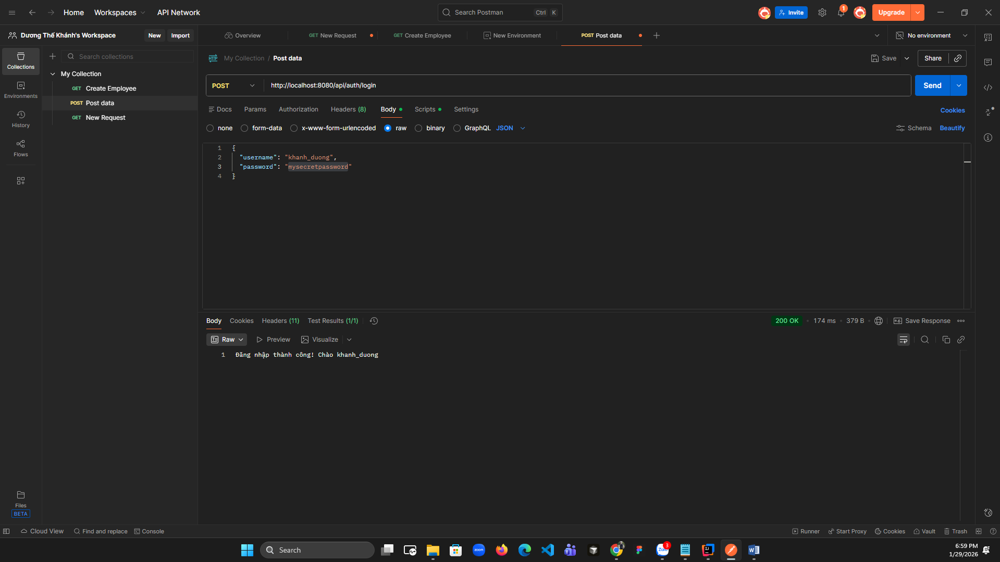 Home Workspaces API Network Search Postman Ctrl K Invite 1 Upgrade
Dương Thế Khánh's Workspace New Import Overview GET New Request GET Create Employee New Environment POST Post data No environment
Collections
Environments
History
Flows
Files
BETA
Search collections
My Collection
GET Create Employee
POST Post data
GET New Request
HTTP My Collection / Post data Save Share
POST http://localhost:8080/api/auth/login Send
Docs Params Authorization Headers (8) Body Scripts Settings Cookies
none form-data x-www-form-urlencoded raw binary GraphQL JSON Schema Beautify
1 {
2 "username": "khanh_duong",
3 "password": "mysecretpassword"
4 }
Body Cookies Headers (11) Test Results (1/1) 200 OK 174 ms 379 B e.g. Save Response
Raw Preview Visualize
1 Đăng nhập thành công! Chào khanh_duong
Cloud View Find and replace Console Runner Start Proxy Cookies Vault Trash
Search zoom Zalo 3 6:59 PM
1/29/2026